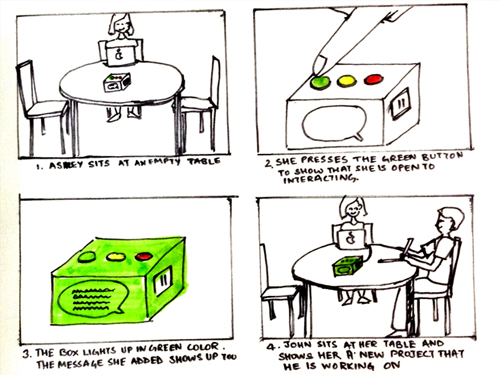 1. ASHLEY SITS AT AN EMPTY TABLE
2. SHE PRESSES THE GREEN BUTTON
TO SHOW THAT SHE IS OPEN TO
INTERACTING.
3. THE BOX LIGHTS UP IN GREEN COLOR.
THE MESSAGE SHE ADDED SHOWS UP TOO
4. JOHN SITS AT HER TABLE AND
SHOWS HER A NEW PROJECT THAT
HE IS WORKING ON